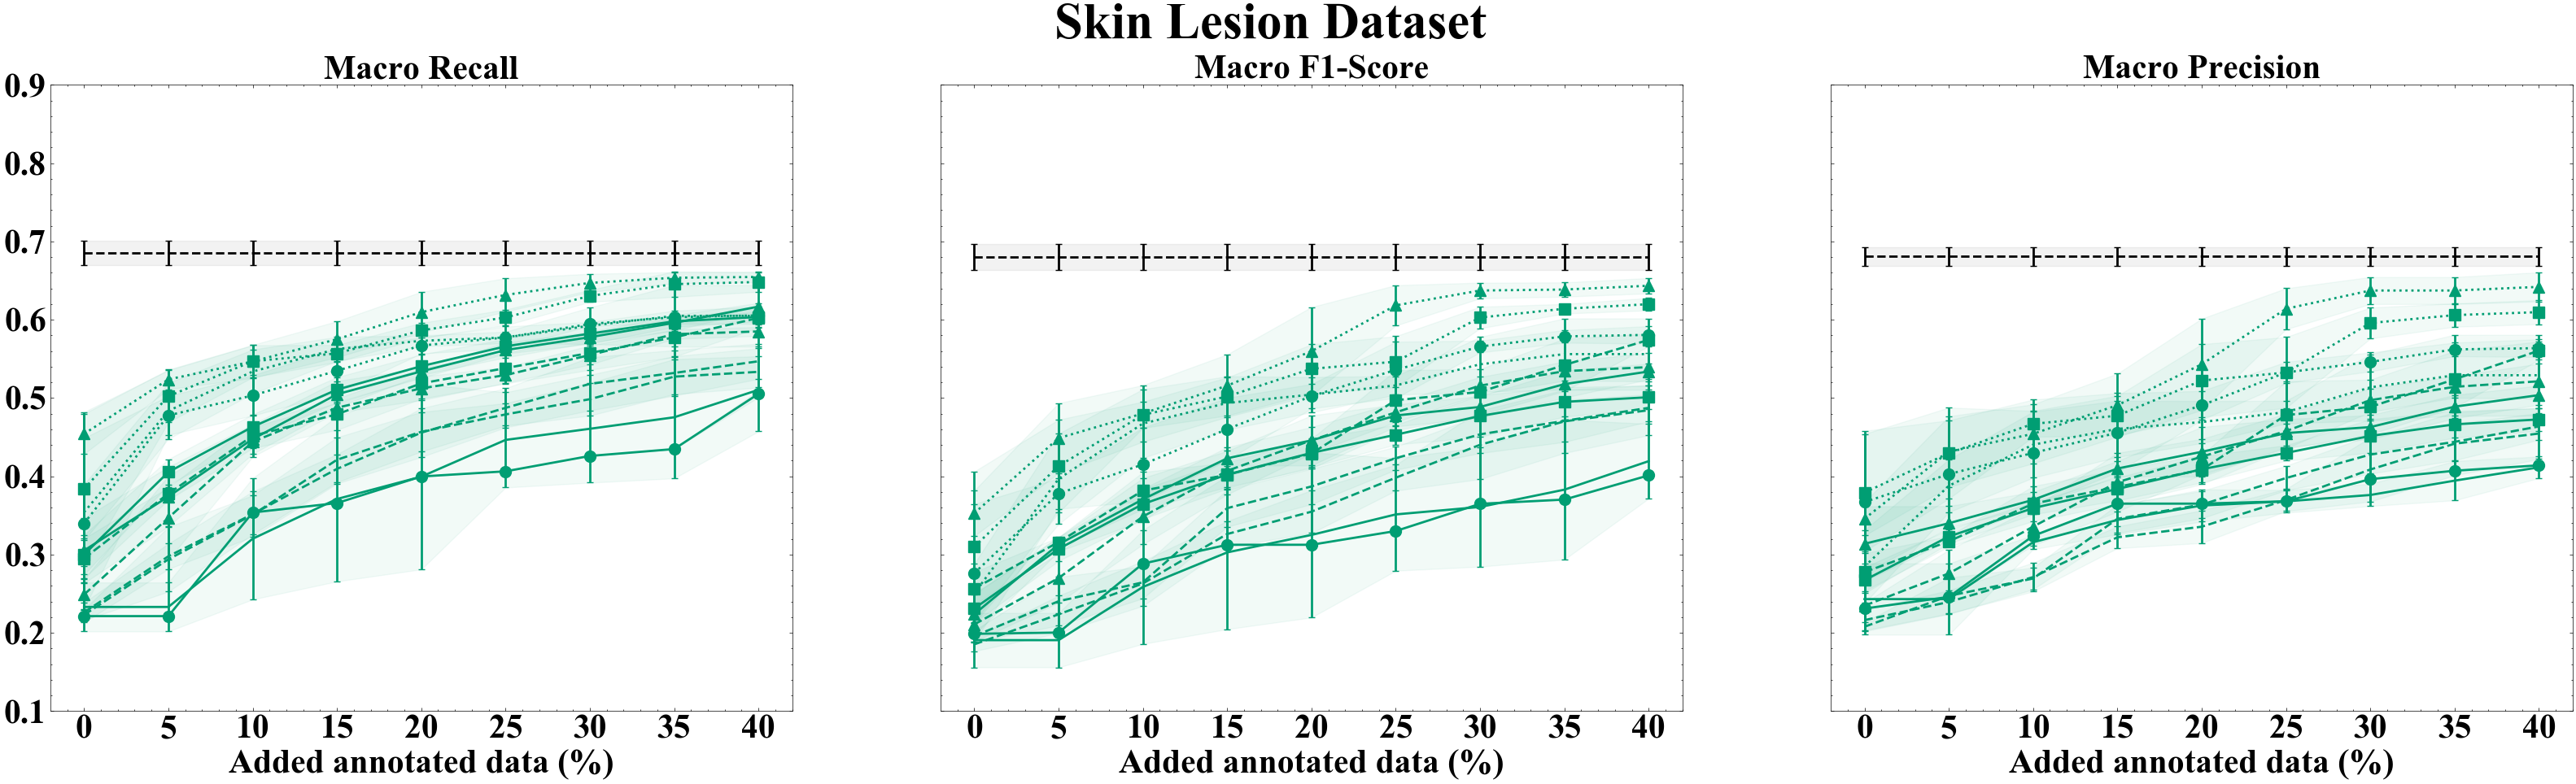 Skin Lesion Dataset
Macro Recall
Macro F1-Score
Macro Precision
0.9
0.8
0.7
0.6
0.5
0.4
0.3
0.2
0.1
0 5 10 15 20 25 30 35 40
0 5 10 15 20 25 30 35 40
0 5 10 15 20 25 30 35 40
Added annotated data (%)
Added annotated data (%)
Added annotated data (%)